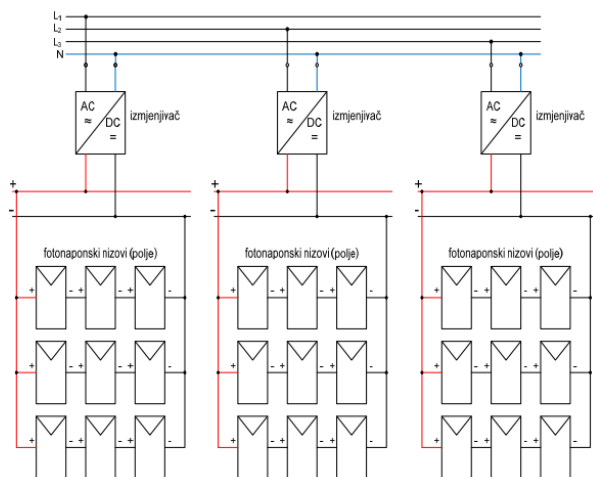 L₁
L₂
L₃
N
AC ≈ DC = izmjenjivač
AC ≈ DC = izmjenjivač
AC ≈ DC = izmjenjivač
+
-
+
-
+
-
fotonaponski nizovi (polje)
fotonaponski nizovi (polje)
fotonaponski nizovi (polje)
+ - + - + -
+ - + - + -
+ - + - + -
+ - + - + -
+ - + - + -
+ - + - + -
+ - + - + -
+ - + - + -
+ - + - + -